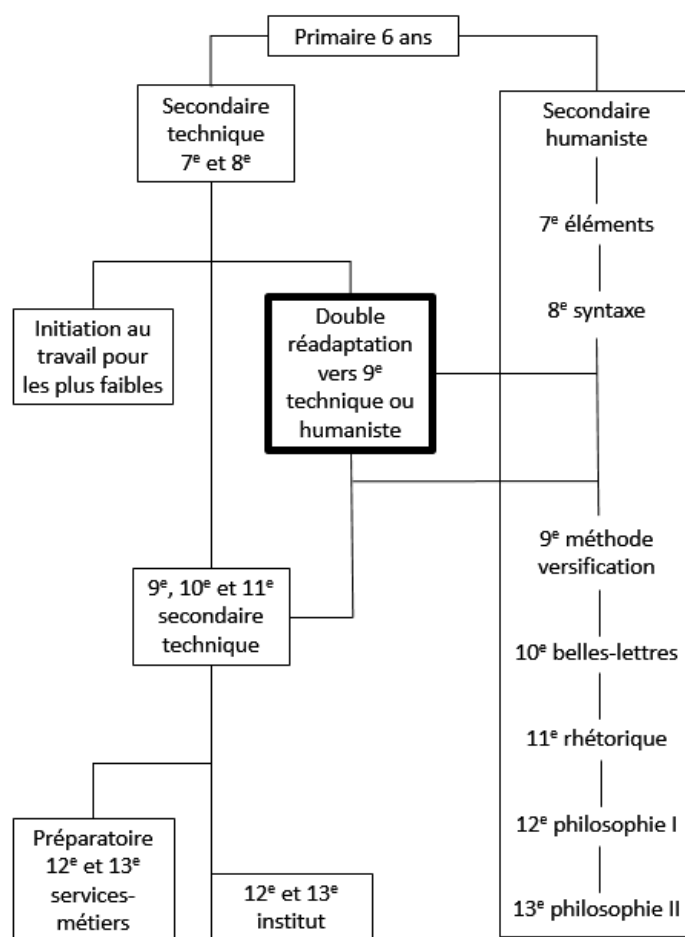 Primaire 6 ans
Secondaire
technique
7ᵉ et 8ᵉ
Secondaire
humaniste
7ᵉ éléments
8ᵉ syntaxe
Initiation au
travail pour
les plus faibles
Double
réadaptation
vers 9ᵉ
technique ou
humaniste
9ᵉ méthode
versification
9ᵉ, 10ᵉ et 11ᵉ
secondaire
technique
10ᵉ belles-lettres
11ᵉ rhétorique
12ᵉ philosophie I
13ᵉ philosophie II
Préparatoire
12ᵉ et 13ᵉ
services-
métiers
12ᵉ et 13ᵉ
institut